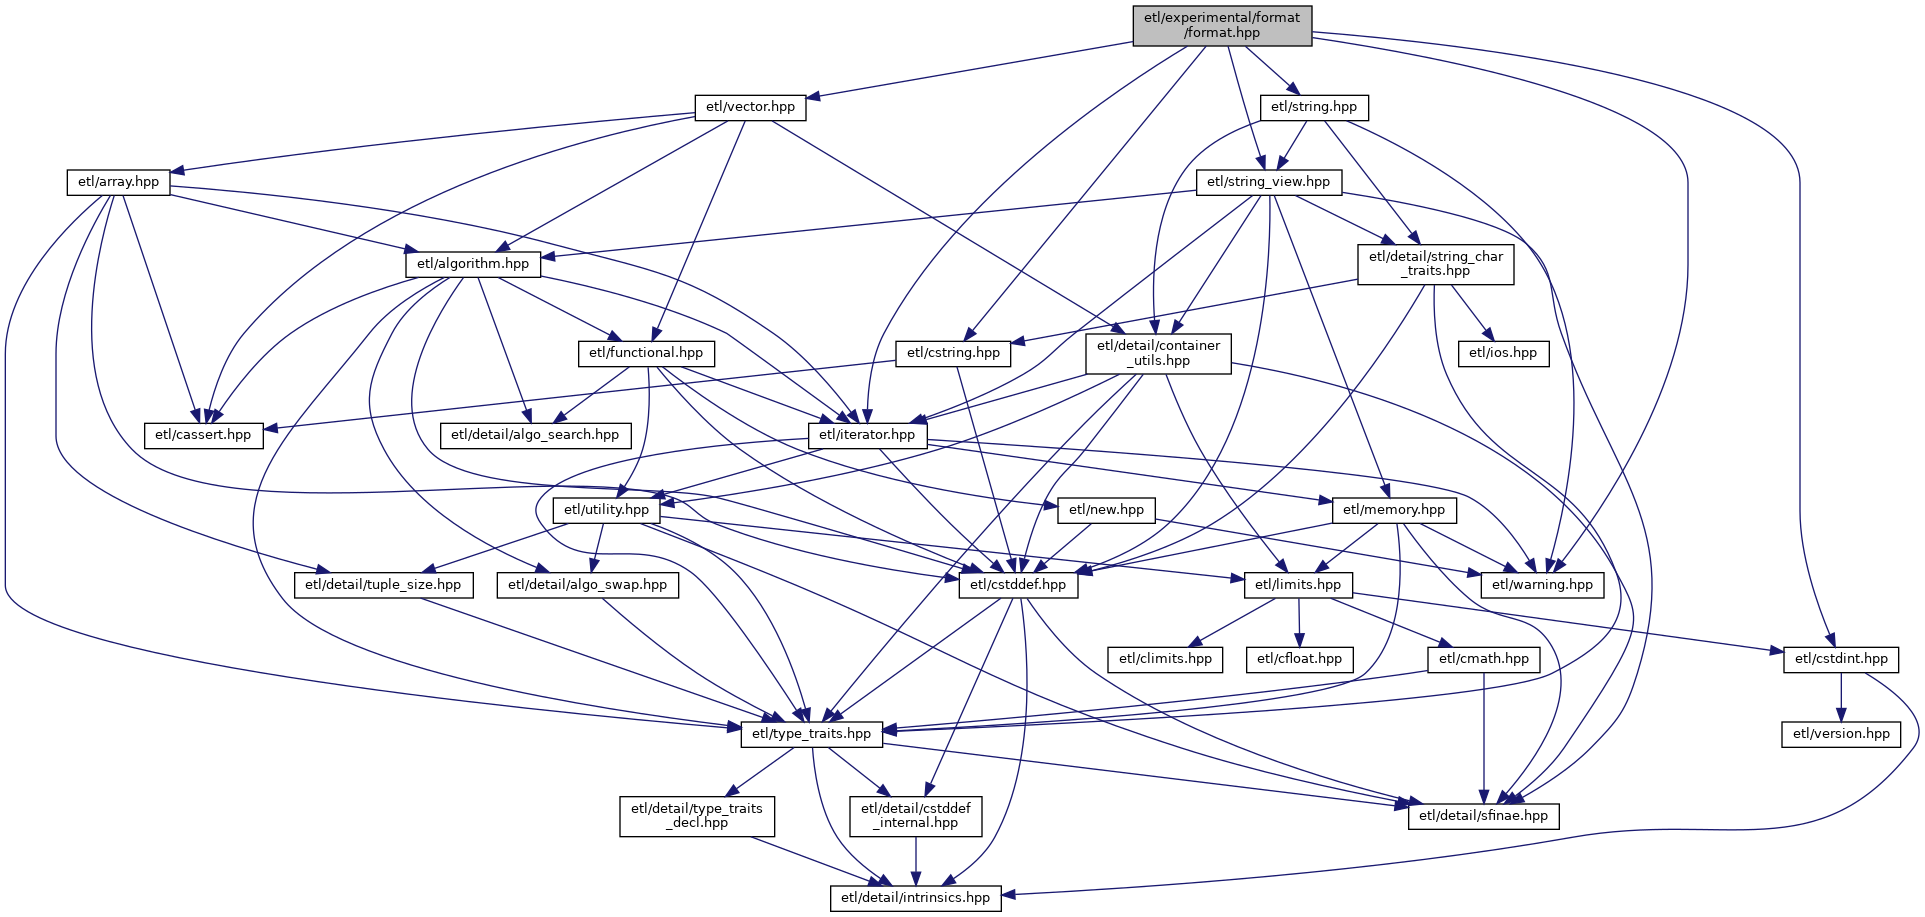 etl/experimental/format
/format.hpp
etl/vector.hpp
etl/string.hpp
etl/array.hpp
etl/string_view.hpp
etl/algorithm.hpp
etl/detail/string_char
_traits.hpp
etl/functional.hpp
etl/cstring.hpp
etl/detail/container
_utils.hpp
etl/ios.hpp
etl/cassert.hpp
etl/detail/algo_search.hpp
etl/iterator.hpp
etl/utility.hpp
etl/new.hpp
etl/memory.hpp
etl/detail/tuple_size.hpp
etl/detail/algo_swap.hpp
etl/cstddef.hpp
etl/limits.hpp
etl/warning.hpp
etl/climits.hpp
etl/cfloat.hpp
etl/cmath.hpp
etl/cstdint.hpp
etl/type_traits.hpp
etl/version.hpp
etl/detail/type_traits
_decl.hpp
etl/detail/cstddef
_internal.hpp
etl/detail/sfinae.hpp
etl/detail/intrinsics.hpp